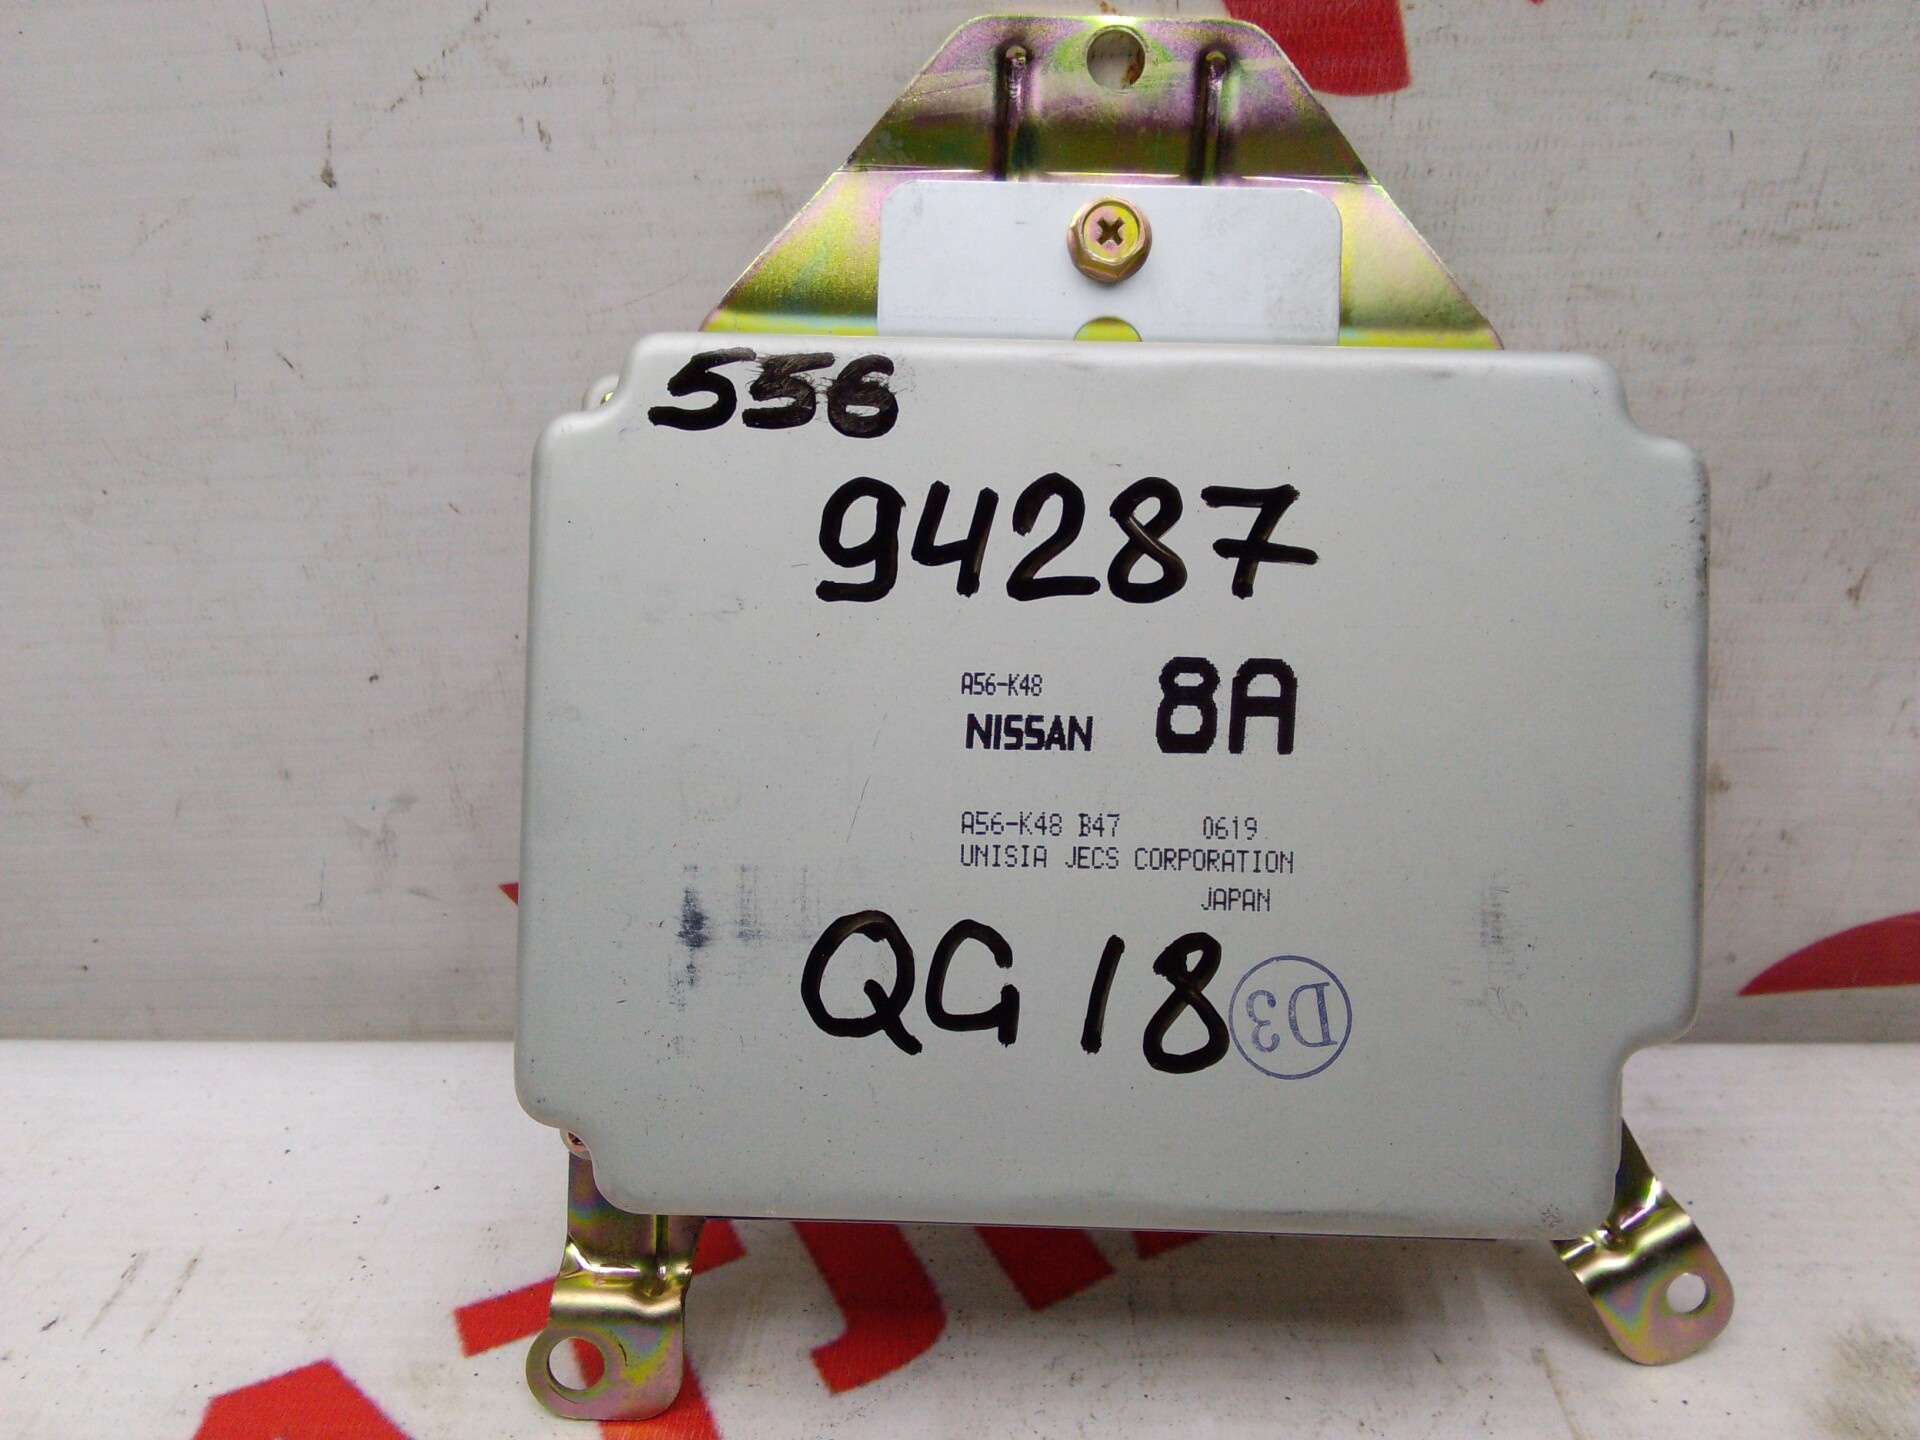 556
94287
A56-K48
NISSAN 8A
A56-K48 B47 0619
UNISIA JECS CORPORATION
JAPAN
QG18
D3